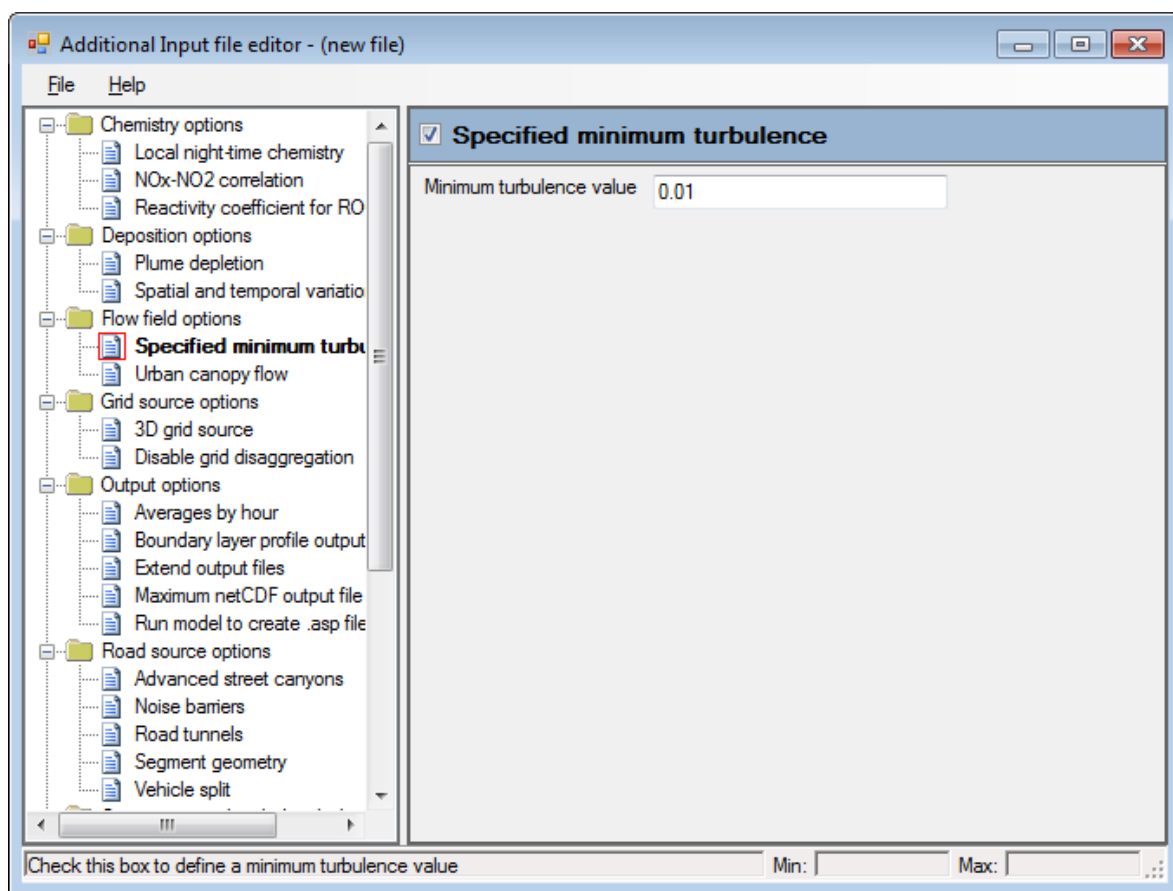 Additional Input file editor - (new file)
File Help
Chemistry options
Local night-time chemistry
NOx-NO2 correlation
Reactivity coefficient for RO
Deposition options
Plume depletion
Spatial and temporal variatio
Flow field options
Specified minimum turbu
Urban canopy flow
Grid source options
3D grid source
Disable grid disaggregation
Output options
Averages by hour
Boundary layer profile output
Extend output files
Maximum netCDF output file
Run model to create .asp file
Road source options
Advanced street canyons
Noise barriers
Road tunnels
Segment geometry
Vehicle split
Specified minimum turbulence
Minimum turbulence value 0.01
Check this box to define a minimum turbulence value Min: Max: